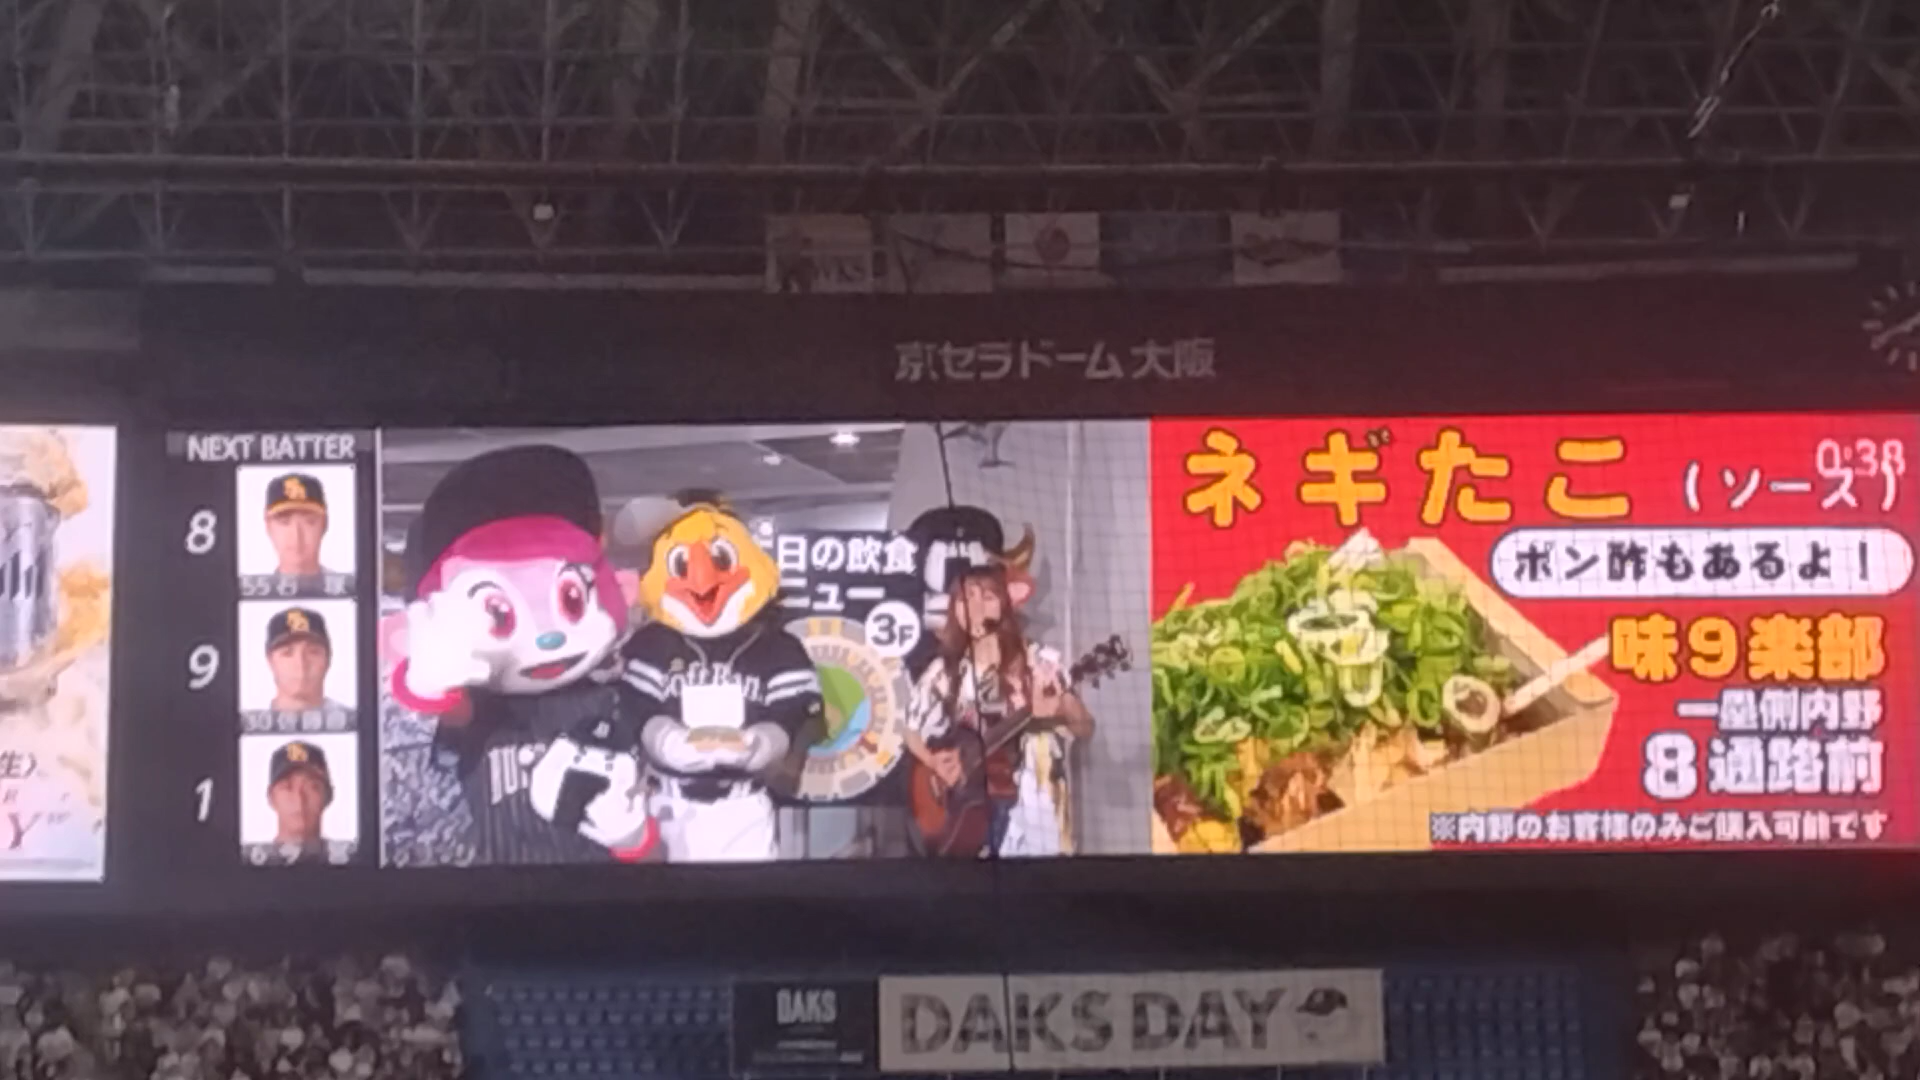 京セラドーム大阪
NEXT BATTER
8
9
1
日の飲食
ニュー
3F
SoftBank
ネギたこ (ソース)
0:38
ポン酢もあるよ！
味9楽部
一塁側内野
8通路前
※内野のお客様のみご購入可能です
生〉
DAKS
DAKS DAY